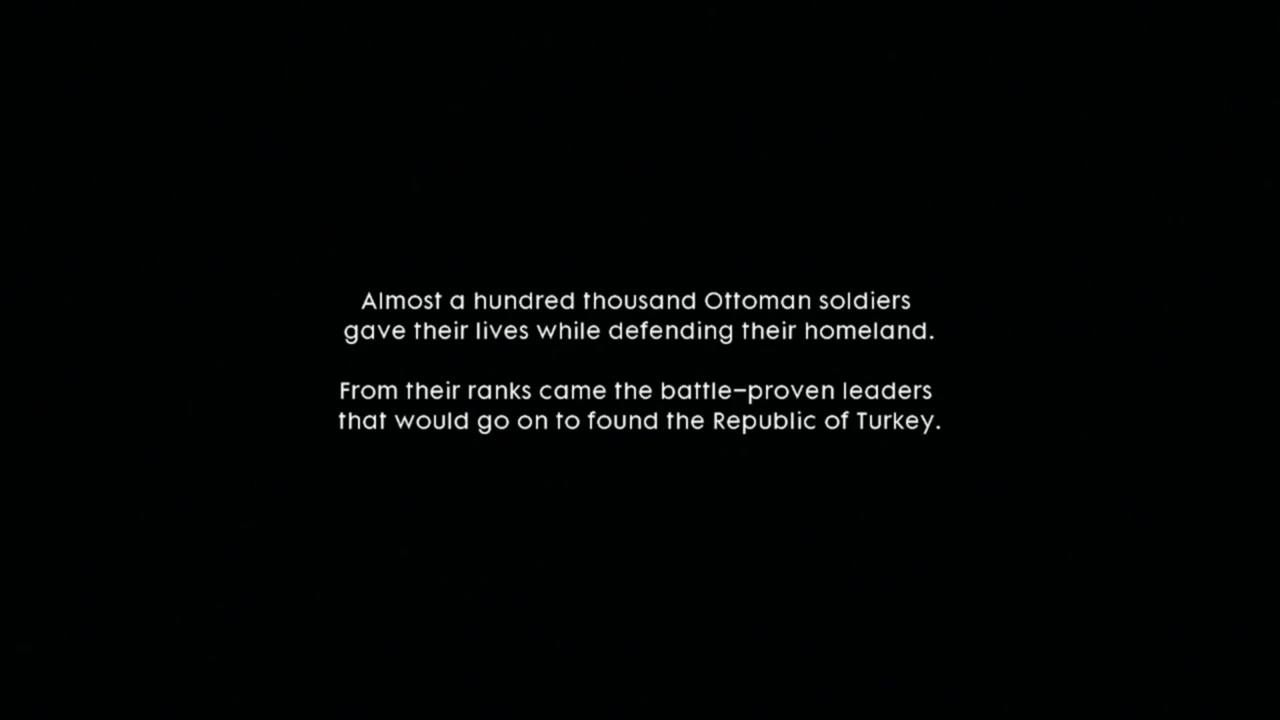 Almost a hundred thousand Ottoman soldiers
gave their lives while defending their homeland.
From their ranks came the battle-proven leaders
that would go on to found the Republic of Turkey.